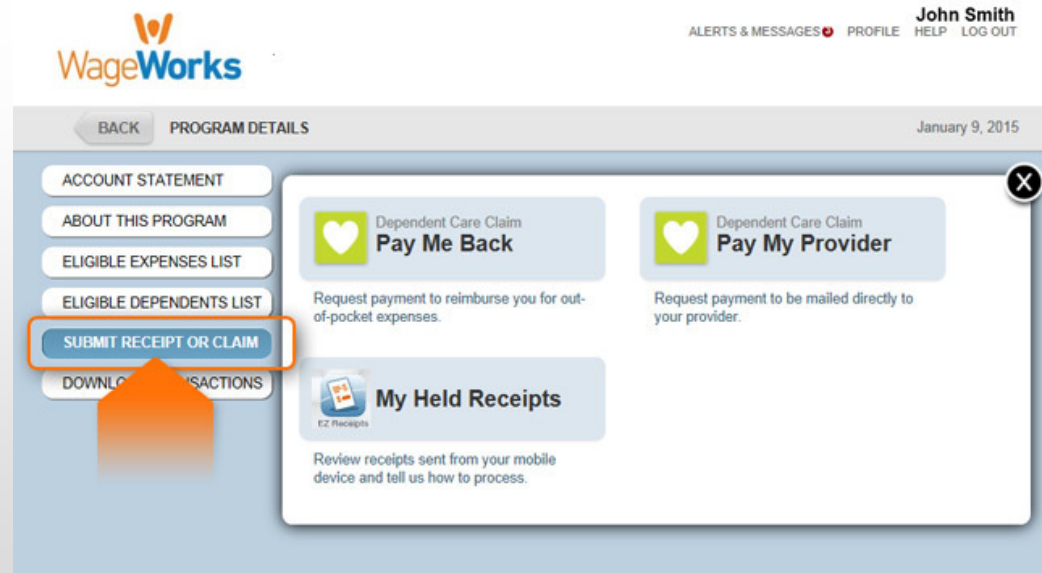 John Smith
ALERTS & MESSAGES PROFILE HELP LOG OUT
WageWorks
BACK PROGRAM DETAILS January 9, 2015
ACCOUNT STATEMENT
ABOUT THIS PROGRAM
ELIGIBLE EXPENSES LIST
ELIGIBLE DEPENDENTS LIST
SUBMIT RECEIPT OR CLAIM
X
Dependent Care Claim
Pay Me Back
Request payment to reimburse you for out-
of-pocket expenses.
Dependent Care Claim
Pay My Provider
Request payment to be mailed directly to
your provider.
EZ Receipts
My Held Receipts
Review receipts sent from your mobile
device and tell us how to process.